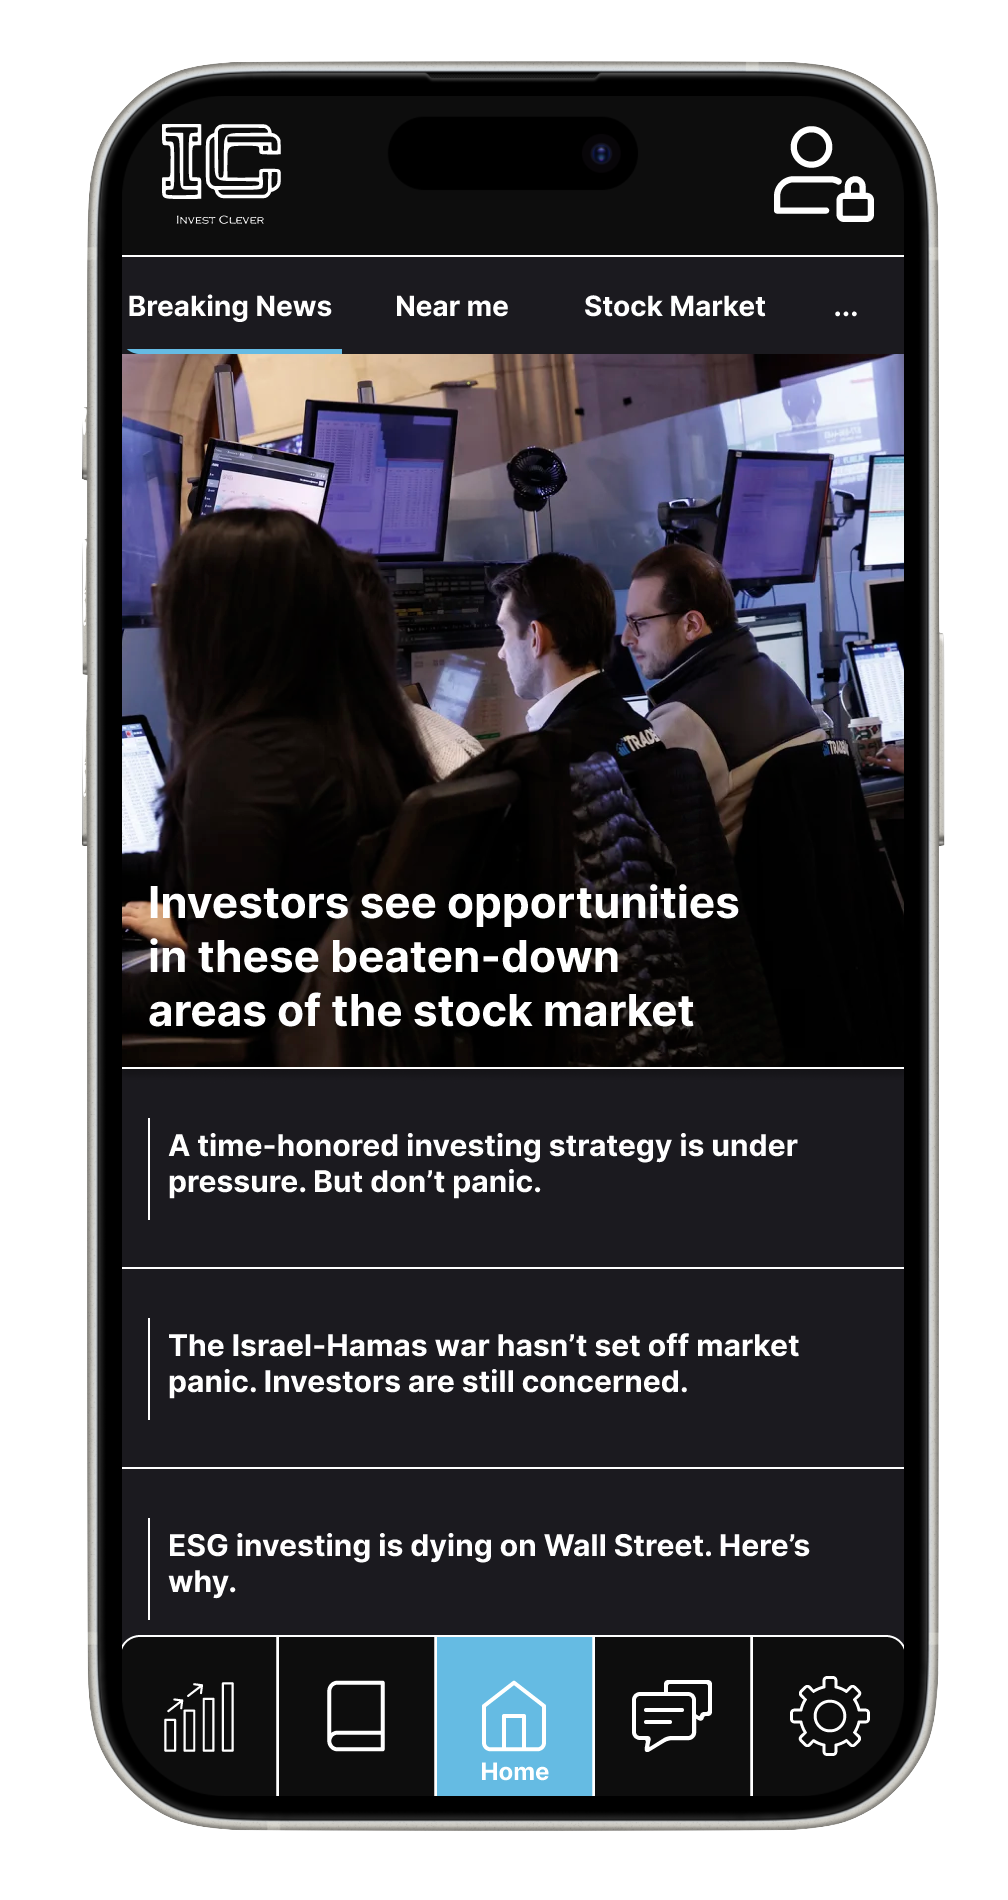 IC
Invest Clever
Breaking News
Near me
Stock Market
...
TRADE
Investors see opportunities
in these beaten-down
areas of the stock market
A time-honored investing strategy is under
pressure. But don’t panic.
The Israel-Hamas war hasn’t set off market
panic. Investors are still concerned.
ESG investing is dying on Wall Street. Here’s
why.
Home